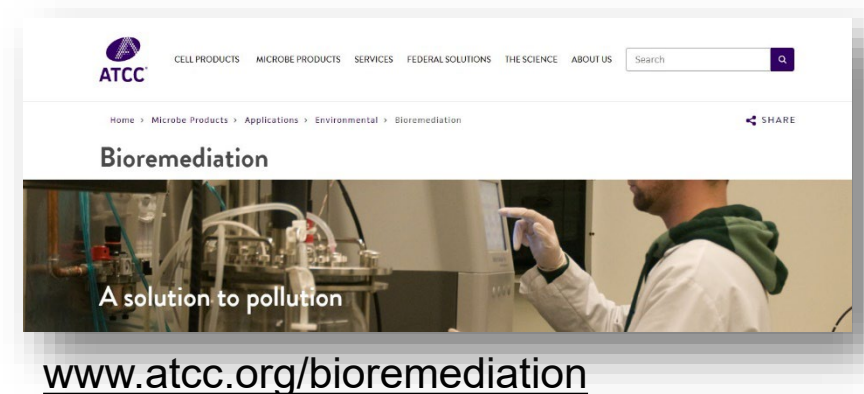 ATCC®
CELL PRODUCTS MICROBE PRODUCTS SERVICES FEDERAL SOLUTIONS THE SCIENCE ABOUT US Search
Home > Microbe Products > Applications > Environmental > Bioremediation SHARE
Bioremediation
A solution to pollution
www.atcc.org/bioremediation